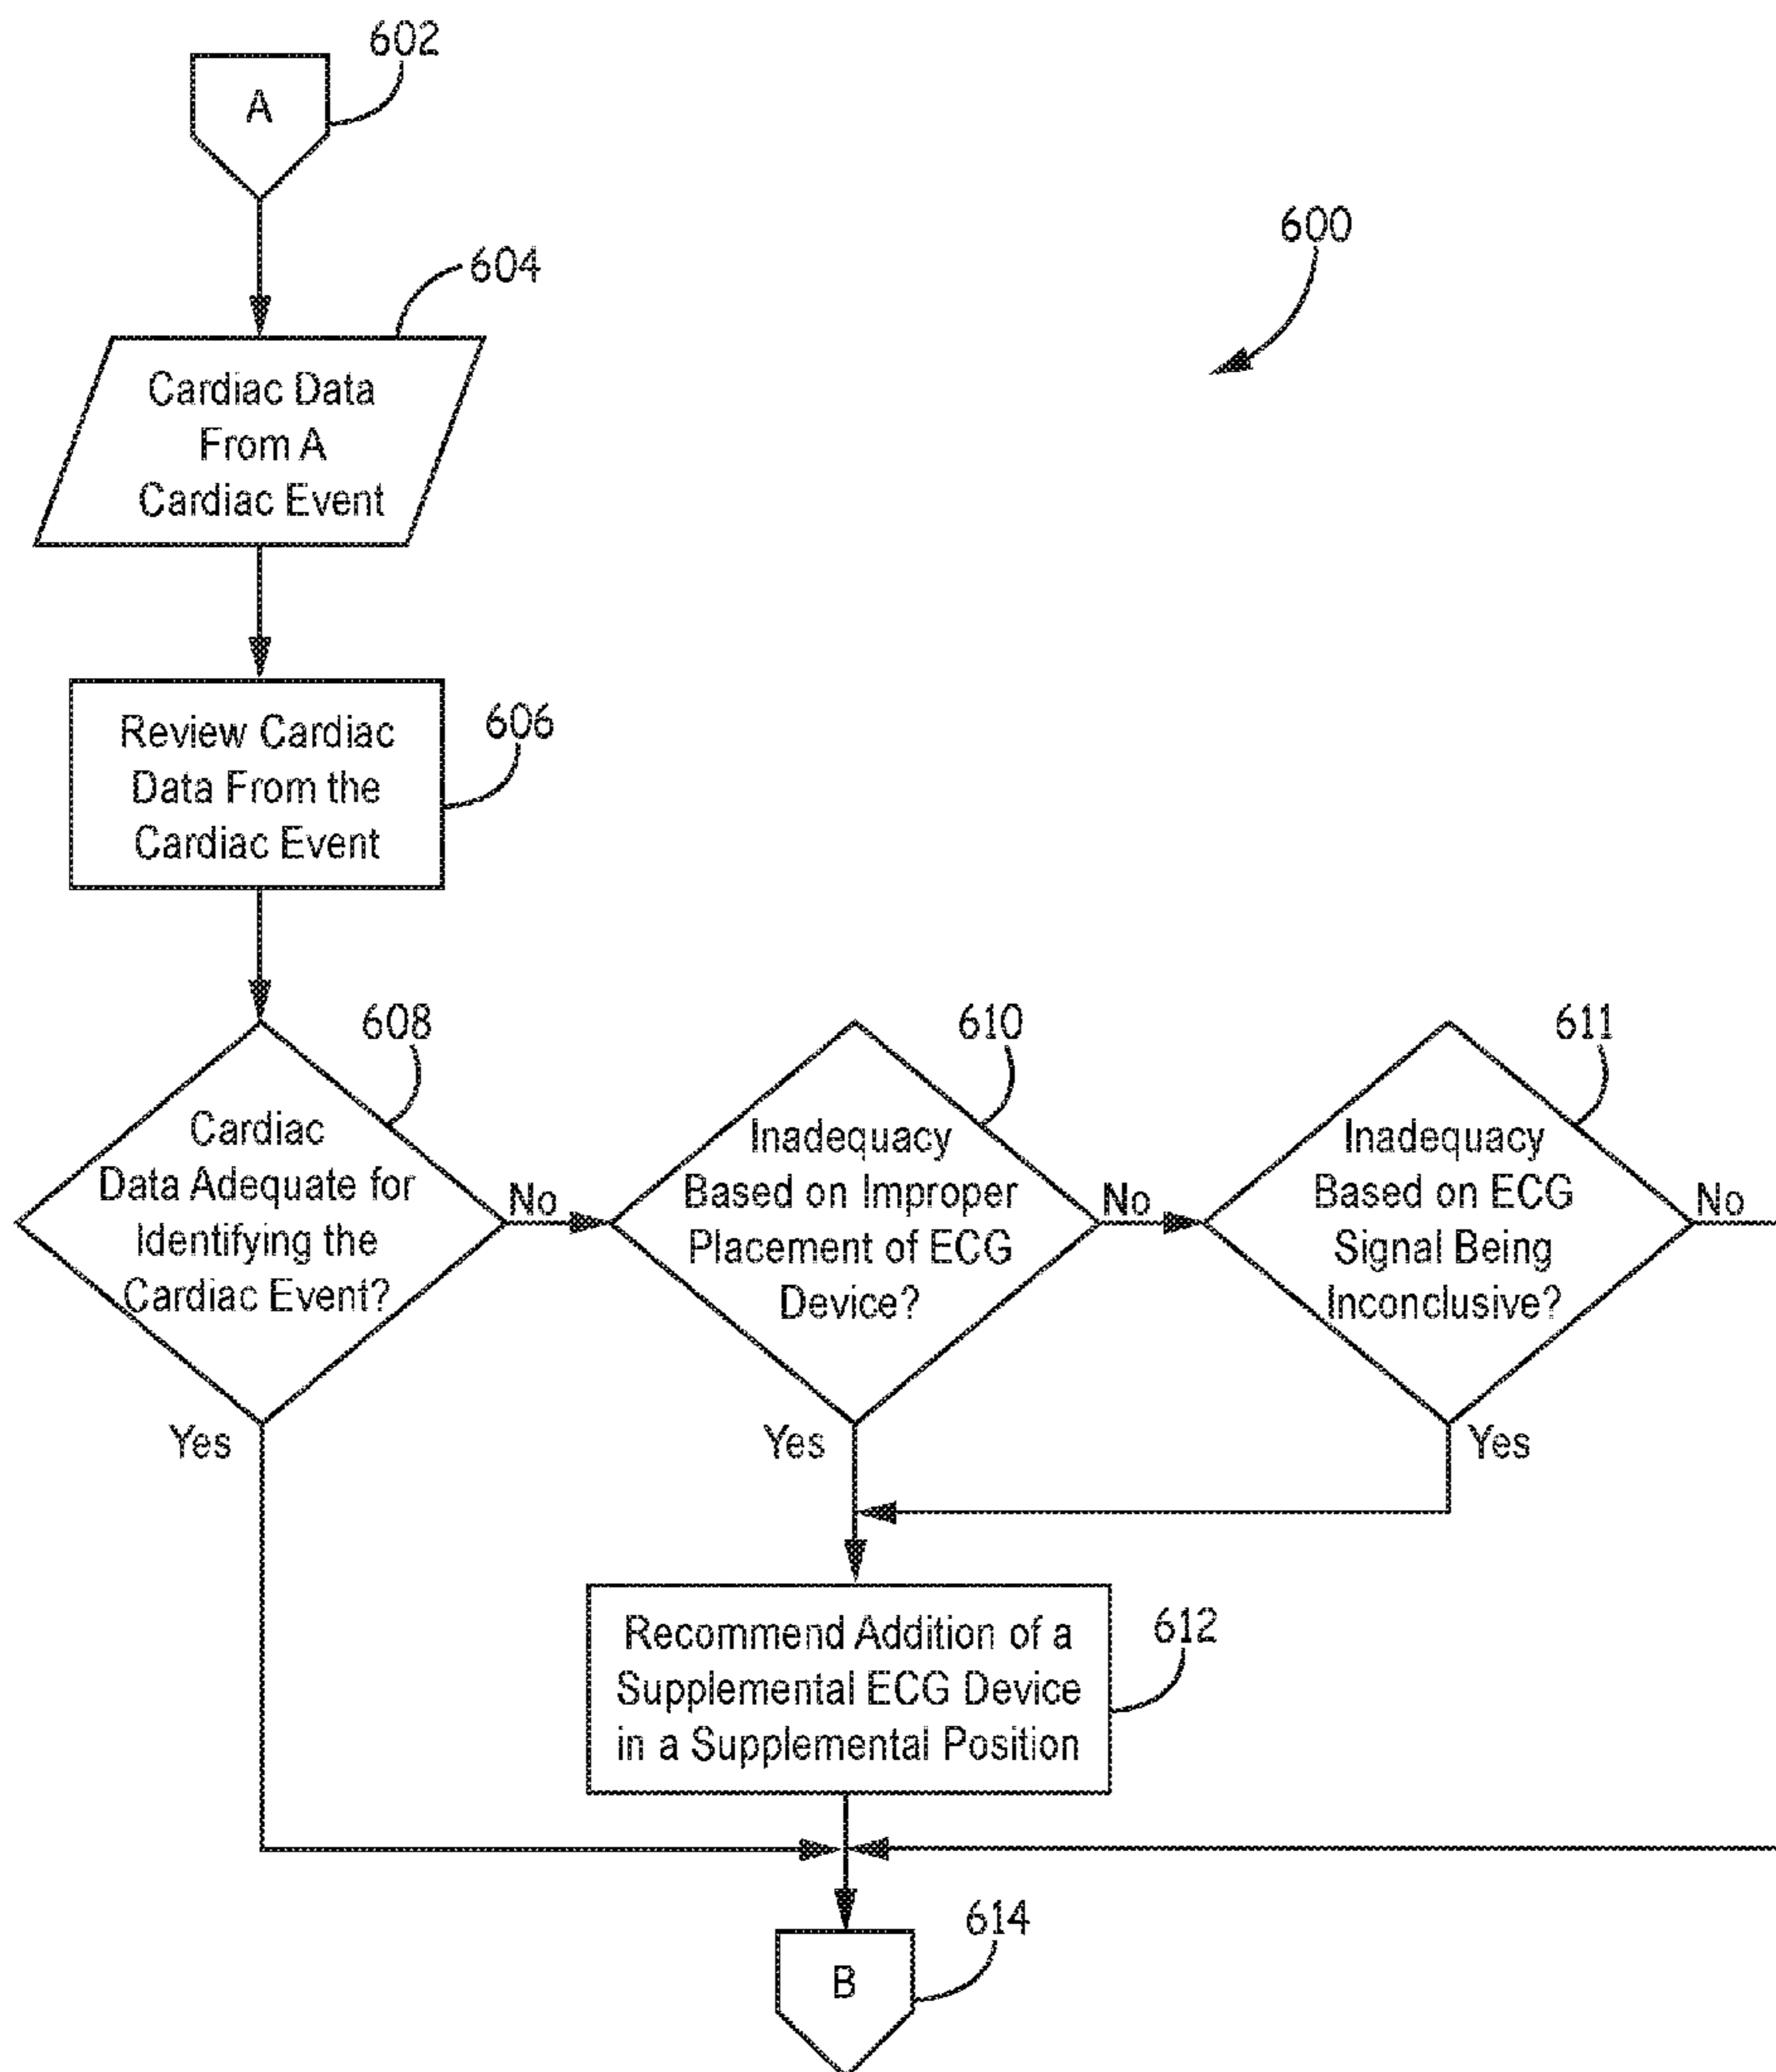 602
A
600
604
Cardiac Data
From A
Cardiac Event
Review Cardiac
Data From the
Cardiac Event
606
608
Cardiac
Data Adequate for
Identifying the
Cardiac Event?
No
Yes
610
Inadequacy
Based on Improper
Placement of ECG
Device?
No
Yes
611
Inadequacy
Based on ECG
Signal Being
Inconclusive?
No
Yes
Recommend Addition of a
Supplemental ECG Device
in a Supplemental Position
612
614
B